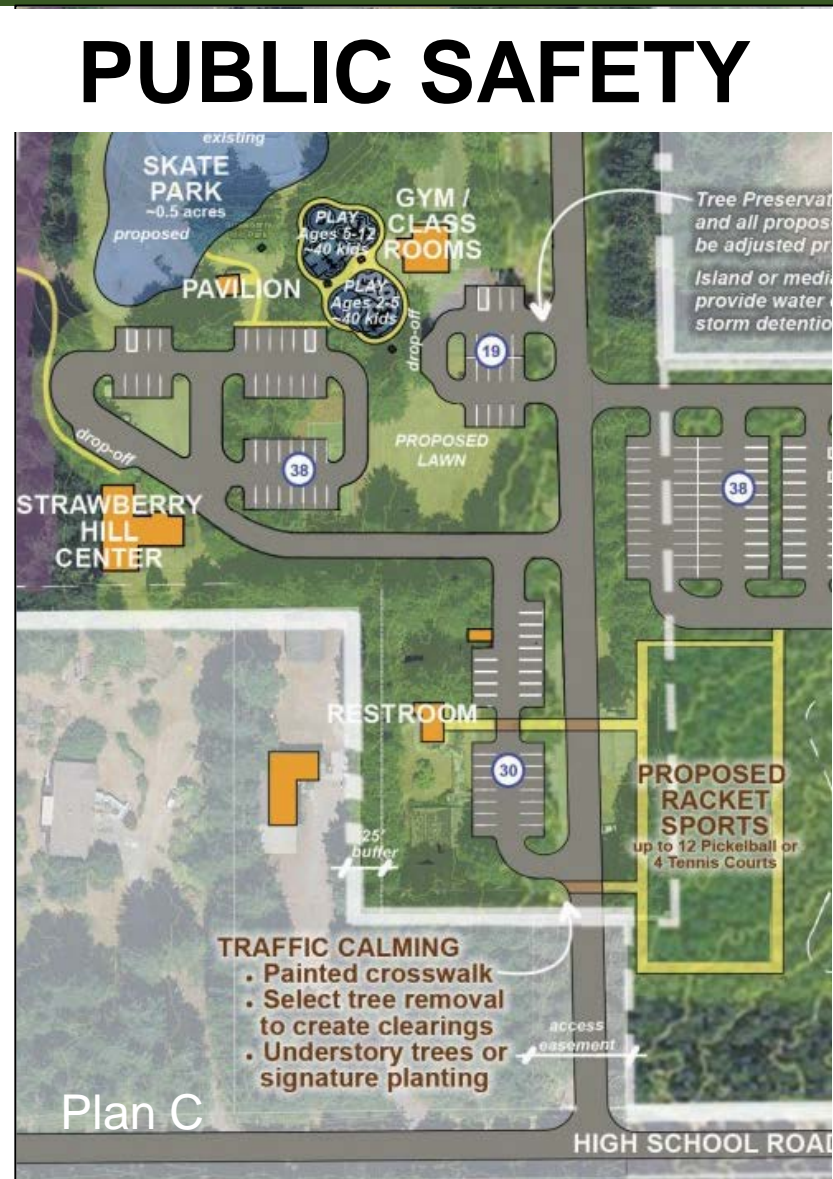 PUBLIC SAFETY
existing
SKATE
PARK
~0.5 acres
proposed
PLAY
Ages 5-12
~40 kids
GYM /
CLASS
ROOMS
Tree Preservat
and all propos
be adjusted pr
Island or medi
provide water
storm detentio
PAVILION
PLAY
Ages 2-5
~40 kids
drop-off
19
PROPOSED
LAWN
drop-off
38
38
STRAWBERRY
HILL
CENTER
RESTROOM
30
PROPOSED
RACKET
SPORTS
up to 12 Pickelball or
4 Tennis Courts
25'
buffer
TRAFFIC CALMING
• Painted crosswalk
• Select tree removal
to create clearings
• Understory trees or
signature planting
access
easement
Plan C
HIGH SCHOOL ROAD